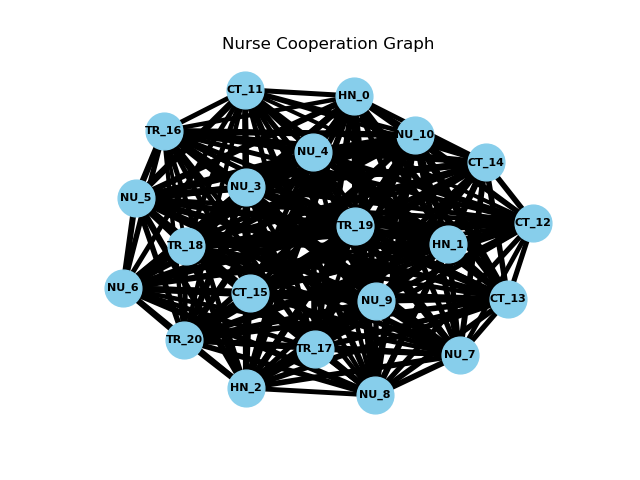 Nurse Cooperation Graph
CT_11
HN_0
TR_16
NU_10
NU_4
CT_14
NU_3
NU_5
CT_12
TR_19
HN_1
TR_18
NU_6
CT_15
CT_13
NU_9
TR_20
TR_17
NU_7
HN_2
NU_8